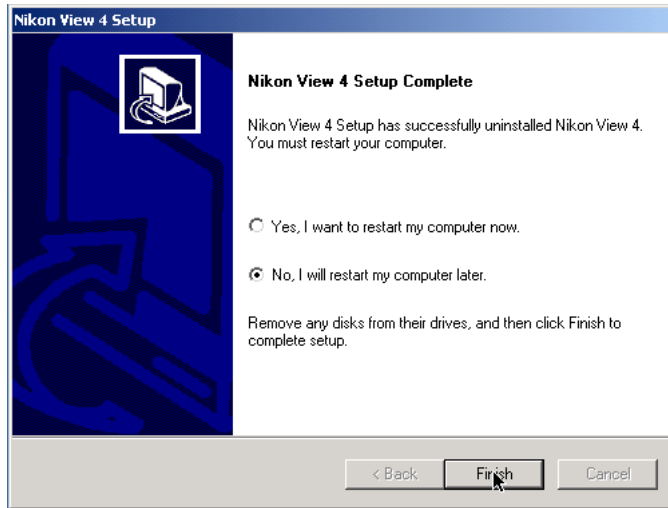 Nikon View 4 Setup
Nikon View 4 Setup Complete
Nikon View 4 Setup has successfully uninstalled Nikon View 4.
You must restart your computer.
Yes, I want to restart my computer now.
No, I will restart my computer later.
Remove any disks from their drives, and then click Finish to
complete setup.
< Back
Finish
Cancel